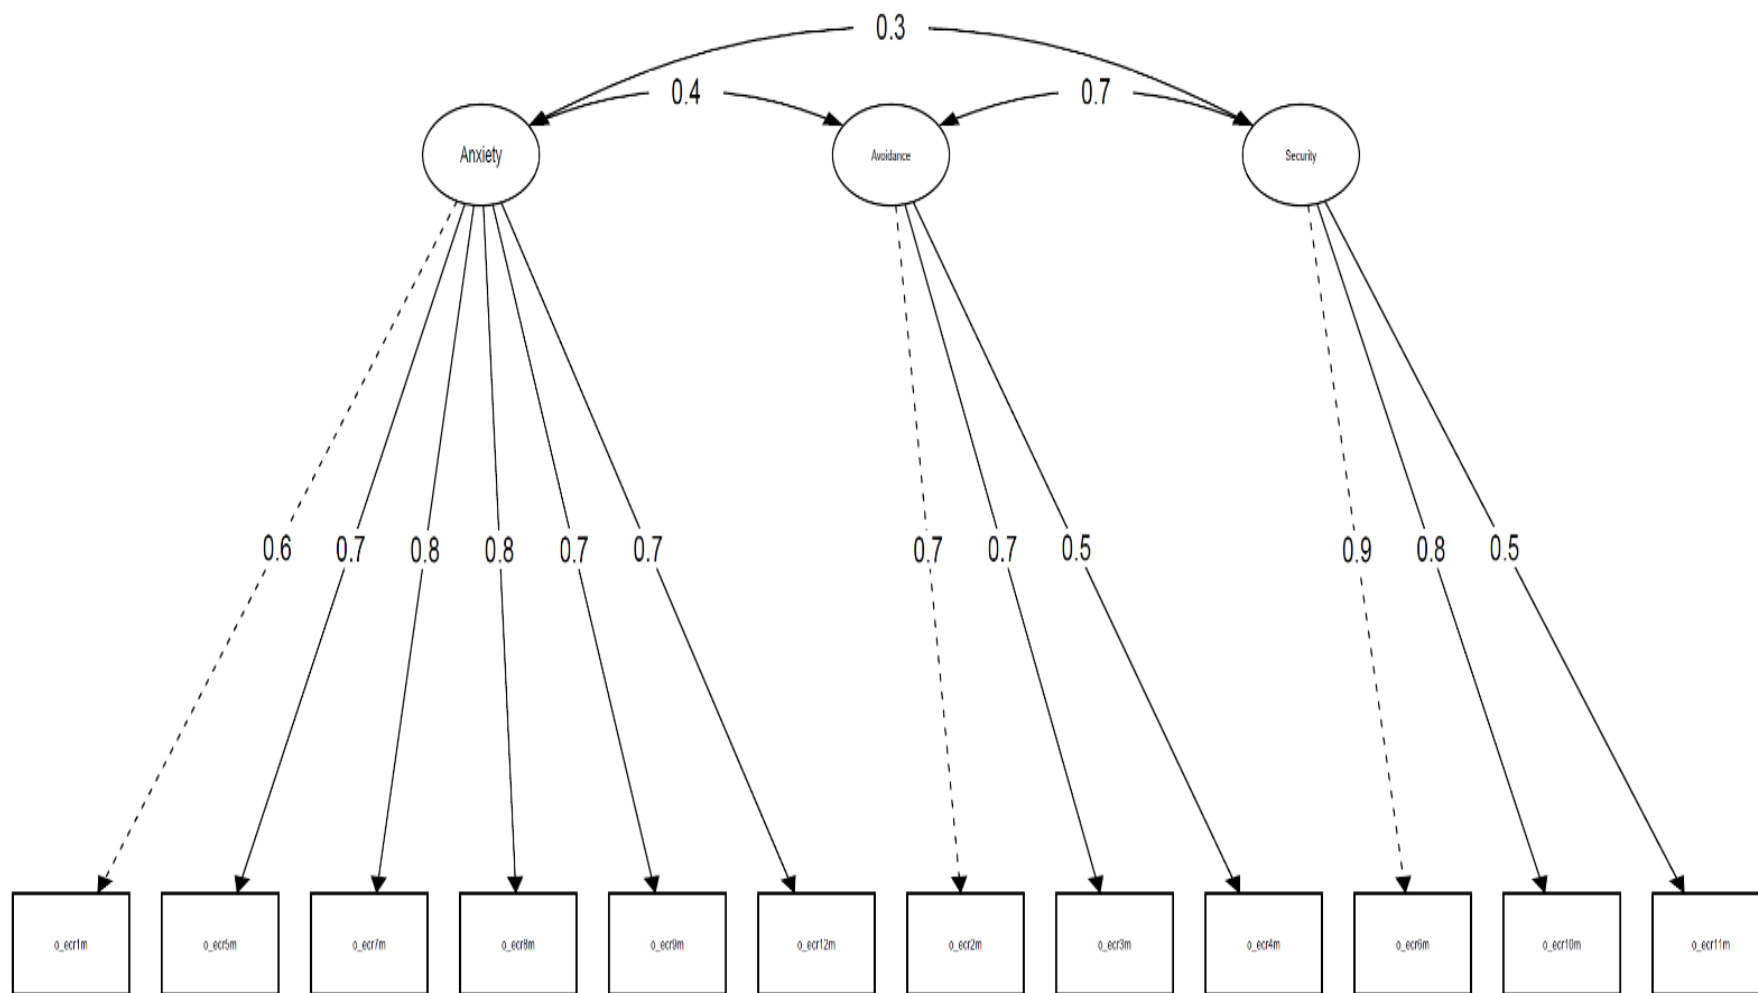 0.3
0.4 0.7
Anxiety Avoidance Security
0.6 0.7 0.8 0.8 0.7 0.7 0.7 0.7 0.5 0.9 0.8 0.5
o_ecr1m o_ecr5m o_ecr7m o_ecr8m o_ecr9m o_ecr12m o_ecr2m o_ecr3m o_ecr4m o_ecr6m o_ecr10m o_ecr11m